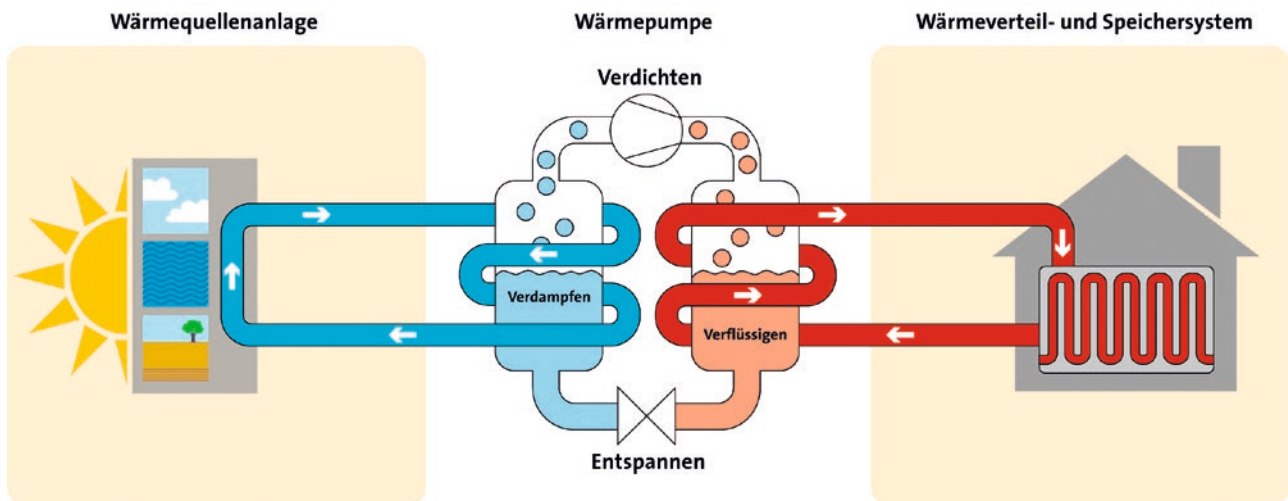 Wärmequellenanlage
Wärmepumpe
Wärmeverteil- und Speichersystem
Verdichten
Verdampfen
Verflüssigen
Entspannen